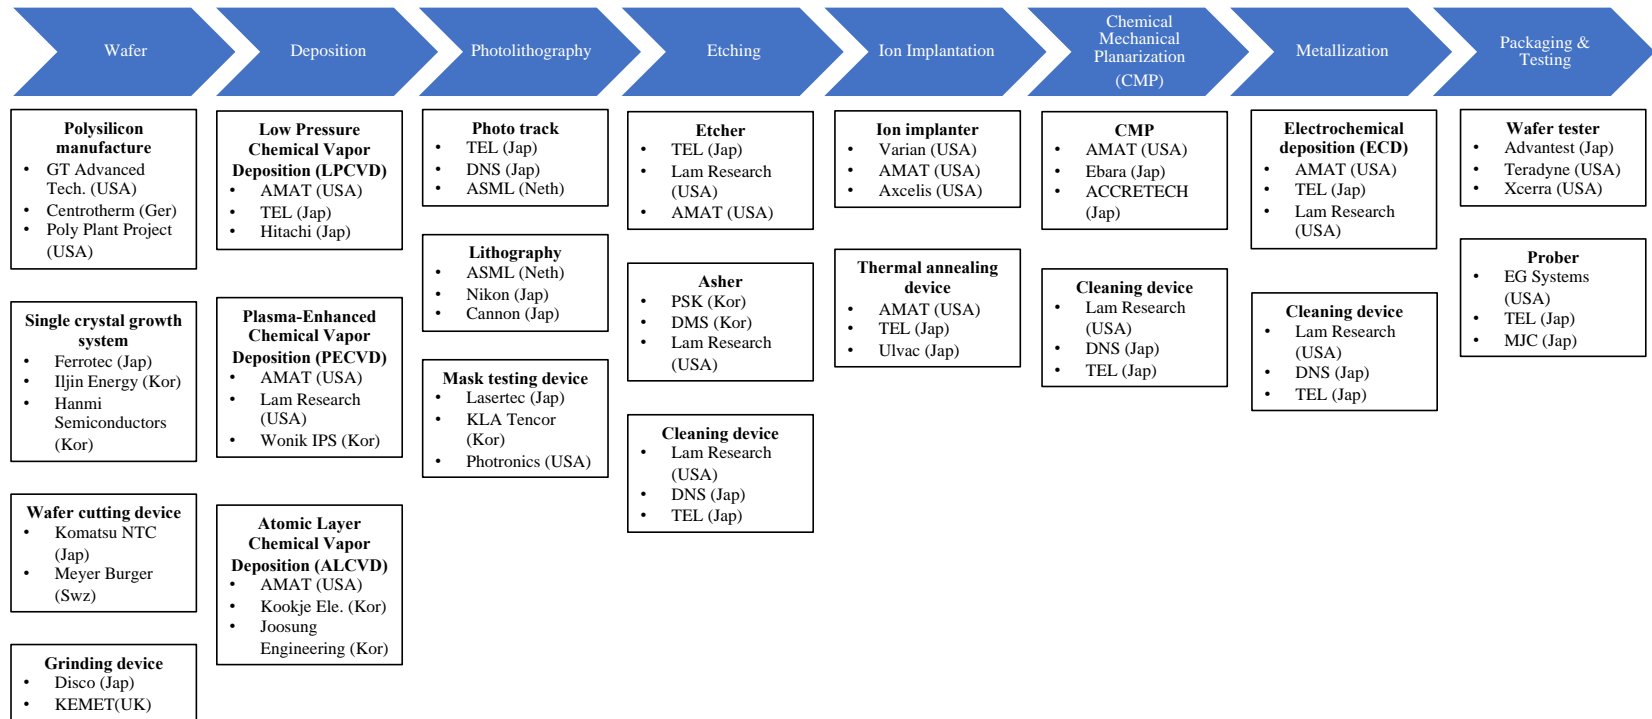 Wafer
Deposition
Photolithography
Etching
Ion Implantation
Chemical
Mechanical
Planarization
(CMP)
Metallization
Packaging &
Testing
Polysilicon
manufacture
• GT Advanced
Tech. (USA)
• Centrotherm (Ger)
• Poly Plant Project
(USA)
Single crystal growth
system
• Ferrotec (Jap)
• Iljin Energy (Kor)
• Hanmi
Semiconductors
(Kor)
Wafer cutting device
• Komatsu NTC
(Jap)
• Meyer Burger
(Swz)
Grinding device
• Disco (Jap)
• KEMET(UK)
Low Pressure
Chemical Vapor
Deposition (LPCVD)
• AMAT (USA)
• TEL (Jap)
• Hitachi (Jap)
Plasma-Enhanced
Chemical Vapor
Deposition (PECVD)
• AMAT (USA)
• Lam Research
(USA)
• Wonik IPS (Kor)
Atomic Layer
Chemical Vapor
Deposition (ALCVD)
• AMAT (USA)
• Kookje Ele. (Kor)
• Joosung
Engineering (Kor)
Photo track
• TEL (Jap)
• DNS (Jap)
• ASML (Neth)
Lithography
• ASML (Neth)
• Nikon (Jap)
• Cannon (Jap)
Mask testing device
• Lasertec (Jap)
• KLA Tencor
(Kor)
• Photronics (USA)
Etcher
• TEL (Jap)
• Lam Research
(USA)
• AMAT (USA)
Asher
• PSK (Kor)
• DMS (Kor)
• Lam Research
(USA)
Cleaning device
• Lam Research
(USA)
• DNS (Jap)
• TEL (Jap)
Ion implanter
• Varian (USA)
• AMAT (USA)
• Axcelis (USA)
Thermal annealing
device
• AMAT (USA)
• TEL (Jap)
• Ulvac (Jap)
CMP
• AMAT (USA)
• Ebara (Jap)
• ACCRETECH
(Jap)
Cleaning device
• Lam Research
(USA)
• DNS (Jap)
• TEL (Jap)
Electrochemical
deposition (ECD)
• AMAT (USA)
• TEL (Jap)
• Lam Research
(USA)
Cleaning device
• Lam Research
(USA)
• DNS (Jap)
• TEL (Jap)
Wafer tester
• Advantest (Jap)
• Teradyne (USA)
• Xcerra (USA)
Prober
• EG Systems
(USA)
• TEL (Jap)
• MJC (Jap)